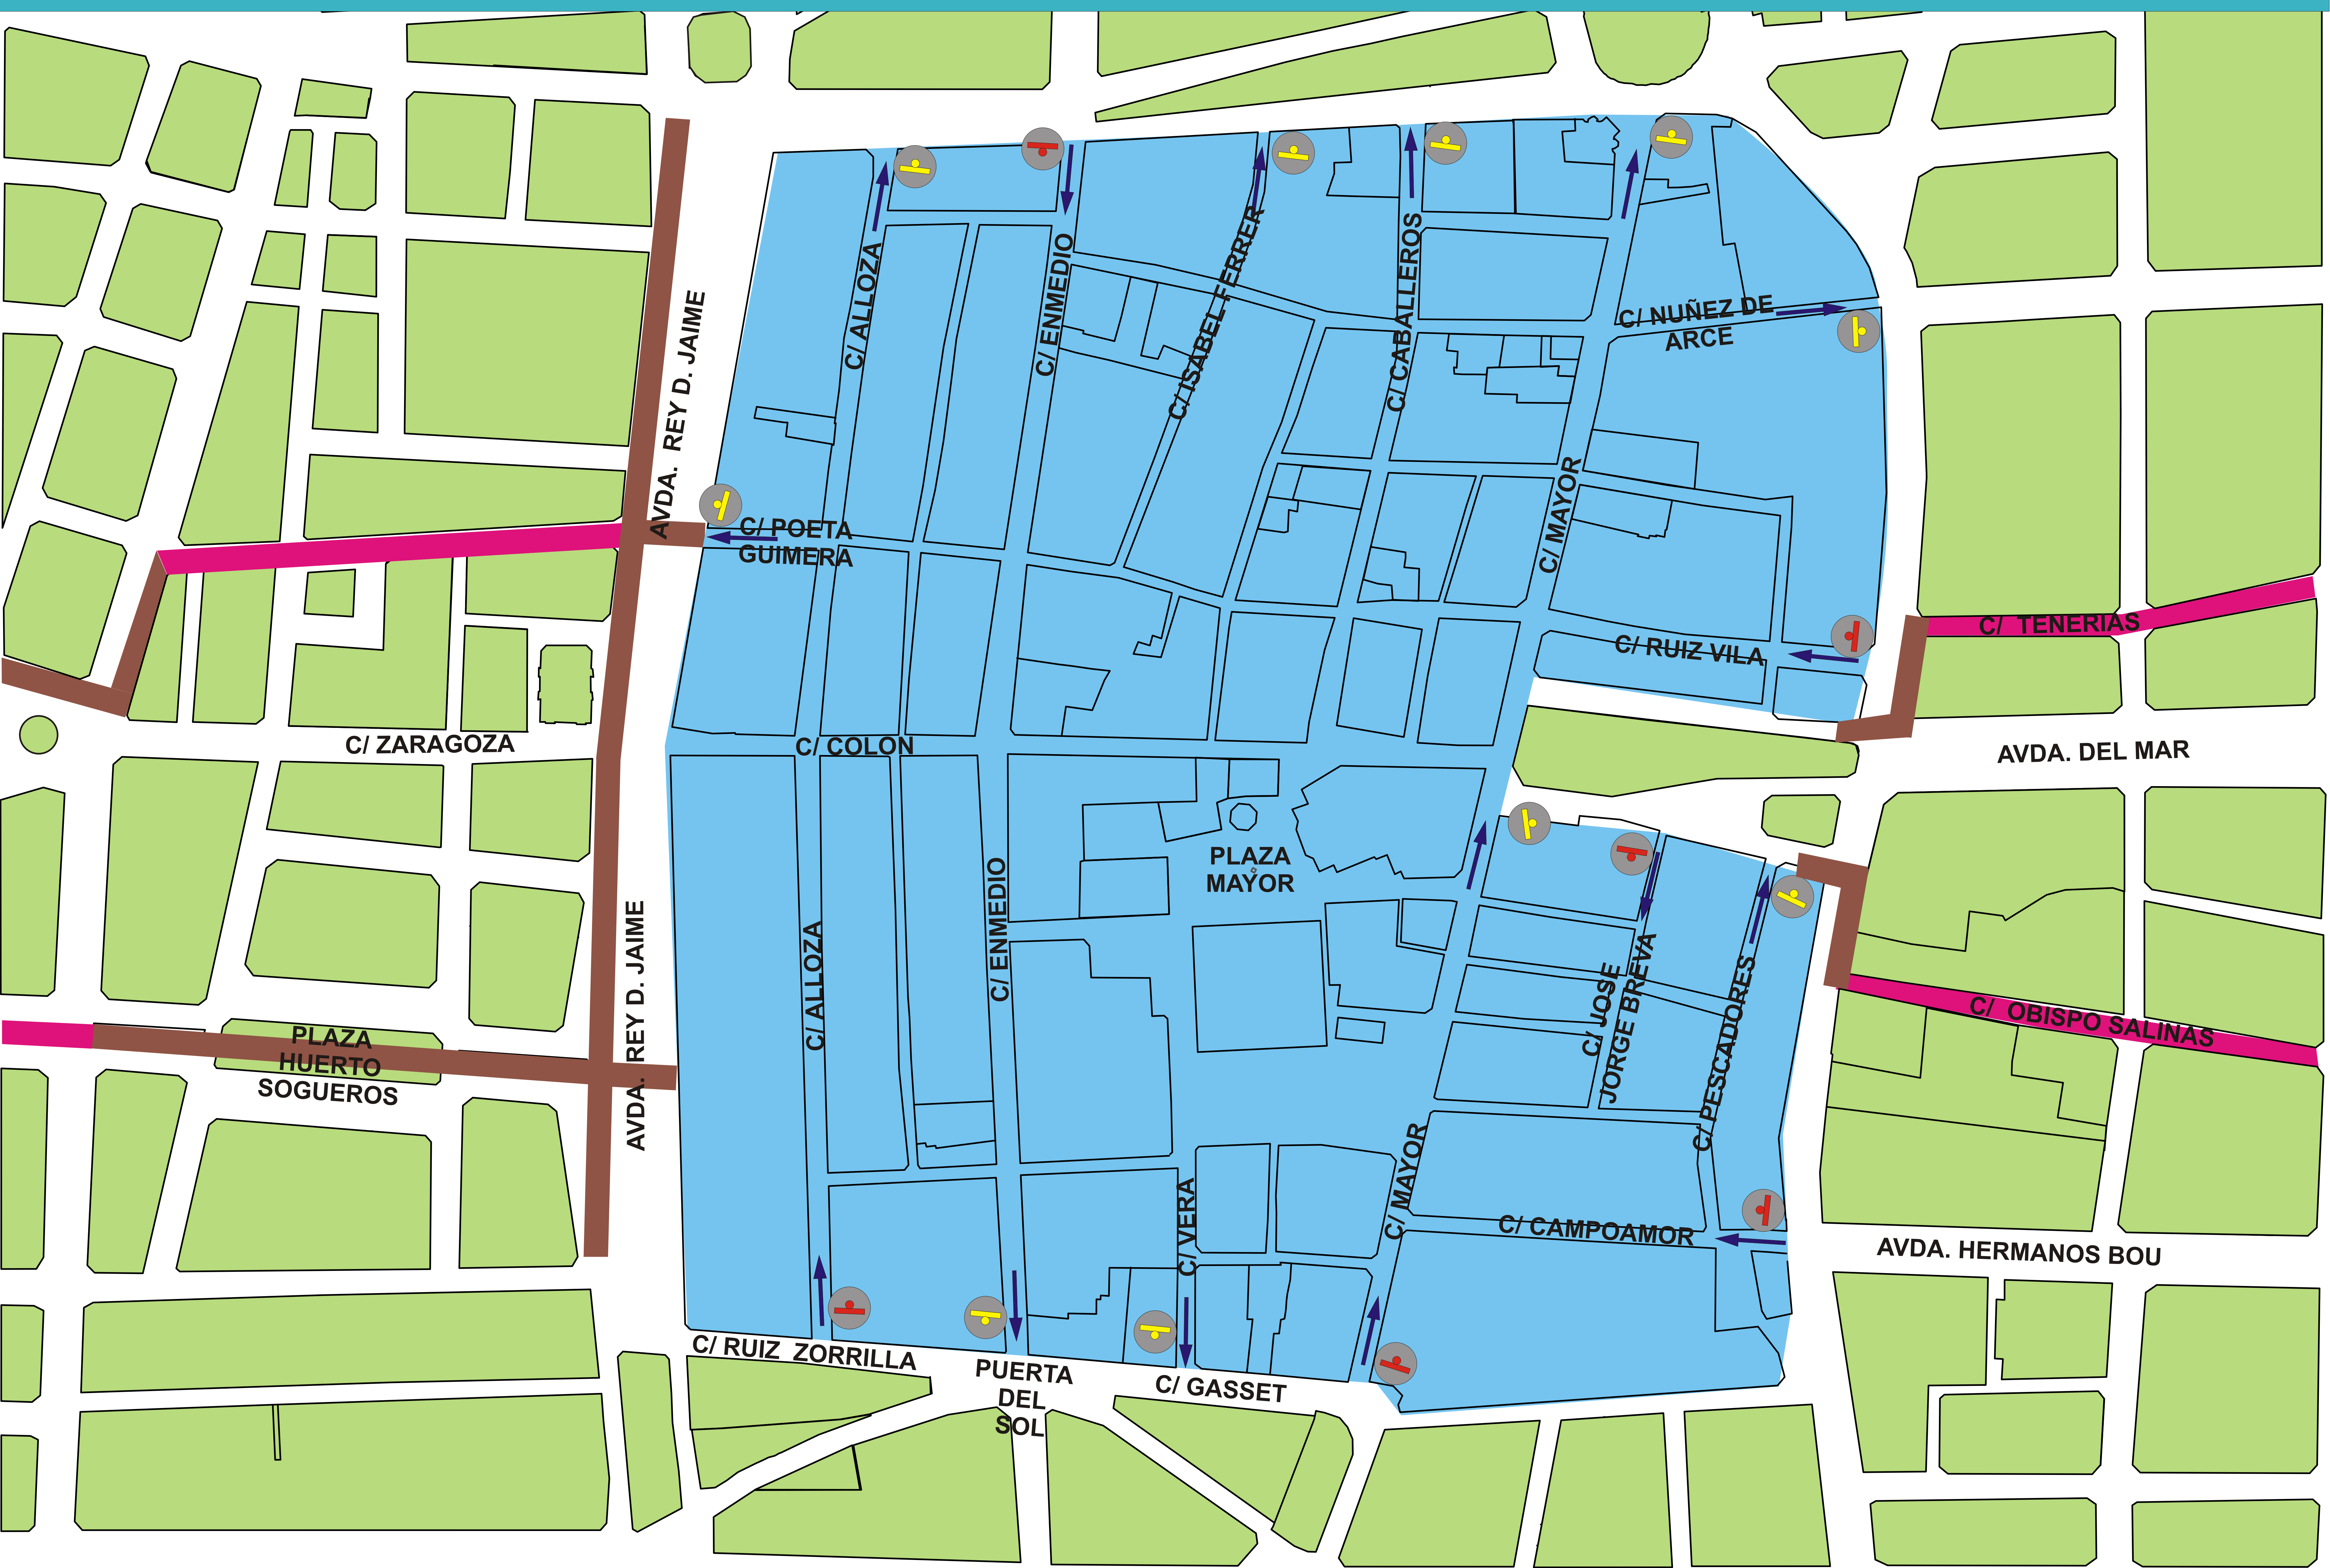 AVDA. REY D. JAIME
C/ ALLOZA
C/ ENMEDIO
C/ ISABEL FERRER
C/ CABALLEROS
C/ NUÑEZ DE
ARCE
C/ POETA
GUIMERA
C/ MAYOR
C/ RUIZ VILA
C/ TENERIAS
C/ ZARAGOZA
C/ COLON
AVDA. DEL MAR
PLAZA
MAYOR
C/ ALLOZA
C/ ENMEDIO
AVDA. REY D. JAIME
C/ JOSE
JORGE BREVA
C/ PESCADORES
C/ OBISPO SALINAS
PLAZA
HUERTO
SOGUEROS
C/ VERA
C/ MAYOR
C/ CAMPOAMOR
AVDA. HERMANOS BOU
C/ RUIZ ZORRILLA
PUERTA
DEL
SOL
C/ GASSET